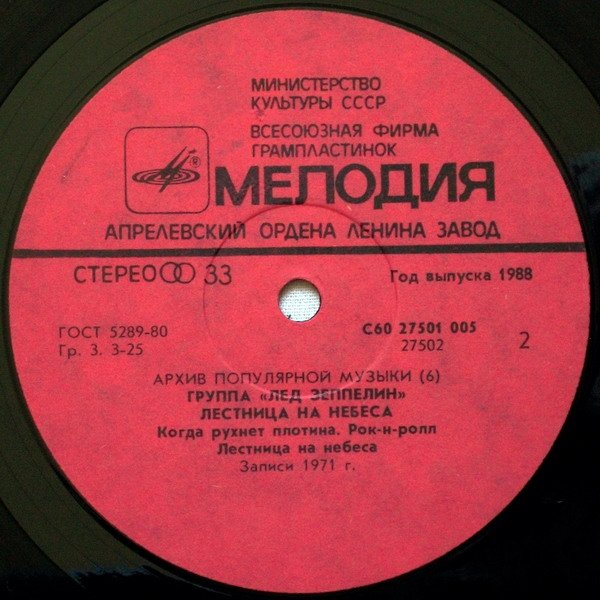 МИНИСТЕРСТВО
КУЛЬТУРЫ СССР
ВСЕСОЮЗНАЯ ФИРМА
ГРАМПЛАСТИНОК
®
МЕЛОДИЯ
АПРЕЛЕВСКИЙ ОРДЕНА ЛЕНИНА ЗАВОД
СТЕРЕО 33
Год выпуска 1988
ГОСТ 5289-80
Гр. 3. 3-25
С60 27501 005
27502
2
АРХИВ ПОПУЛЯРНОЙ МУЗЫКИ (6)
ГРУППА «ЛЕД ЗЕППЕЛИН»
ЛЕСТНИЦА НА НЕБЕСА
Когда рухнет плотина. Рок-н-ролл
Лестница на небеса
Записи 1971 г.